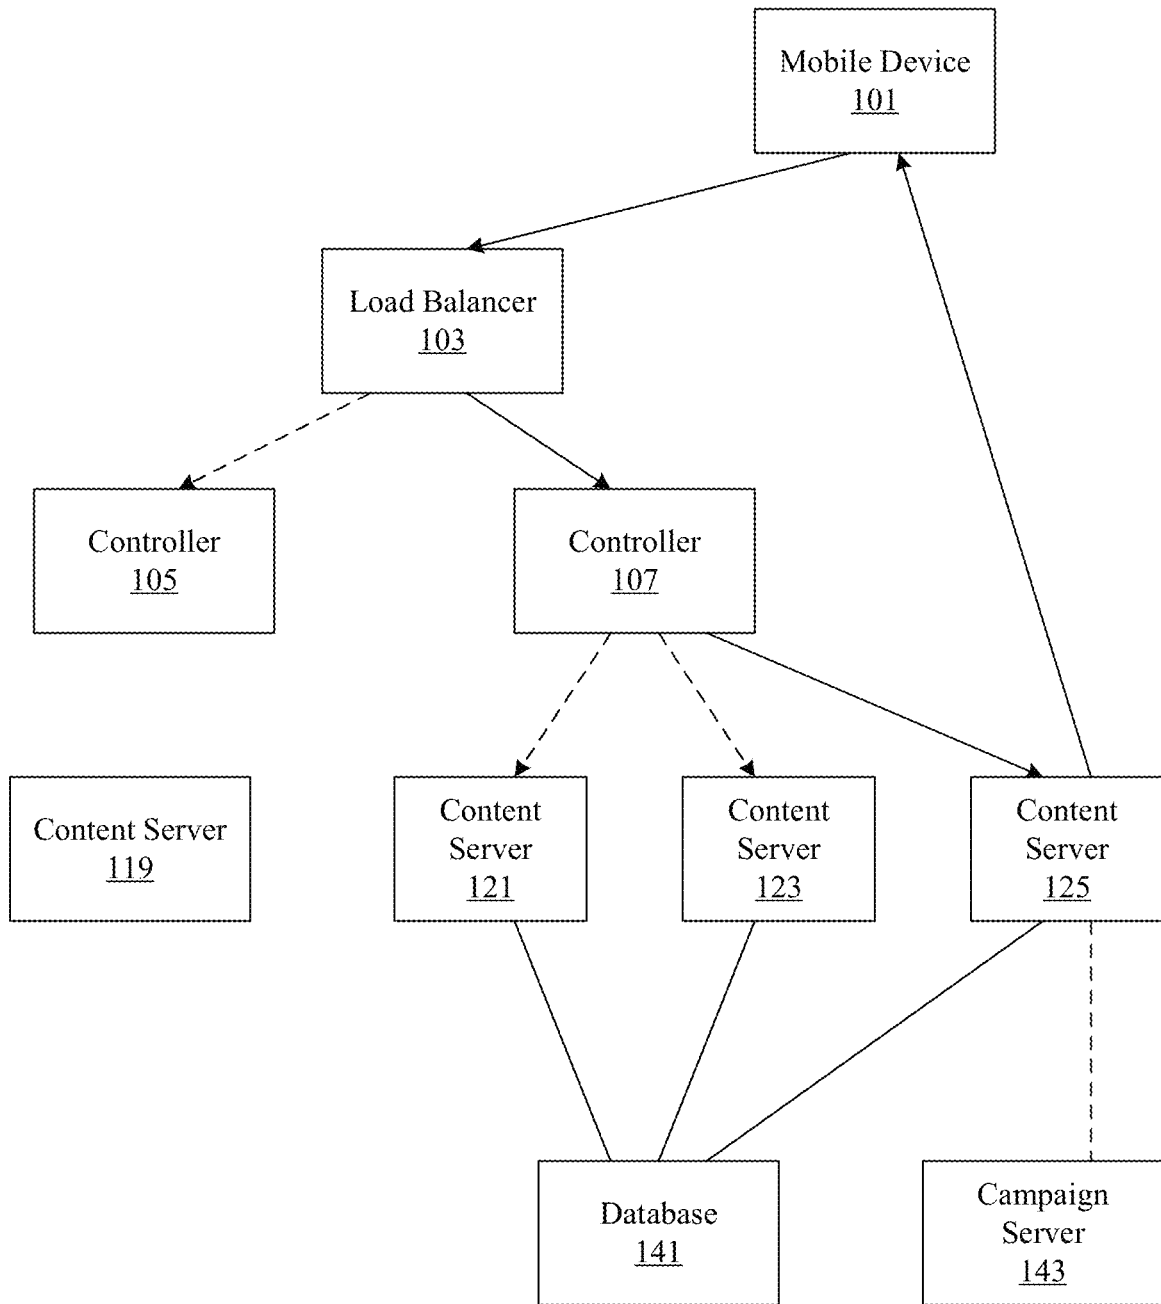 Mobile Device
101
Load Balancer
103
Controller
105
Controller
107
Content Server
119
Content
Server
121
Content
Server
123
Content
Server
125
Database
141
Campaign
Server
143